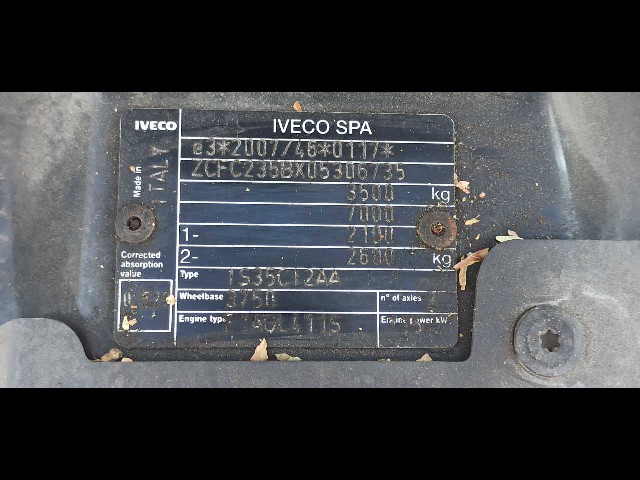 IVECO
IVECO SPA
Made in
ITALY
e3*2007/46*0117*
ZCFC235BX05306735
3500 kg
7000
1- 2100
2- 2600 kg
Corrected
absorption
value
Type IS35CI2AA
Wheelbase 3750
n° of axles
Engine type
Engine power kW